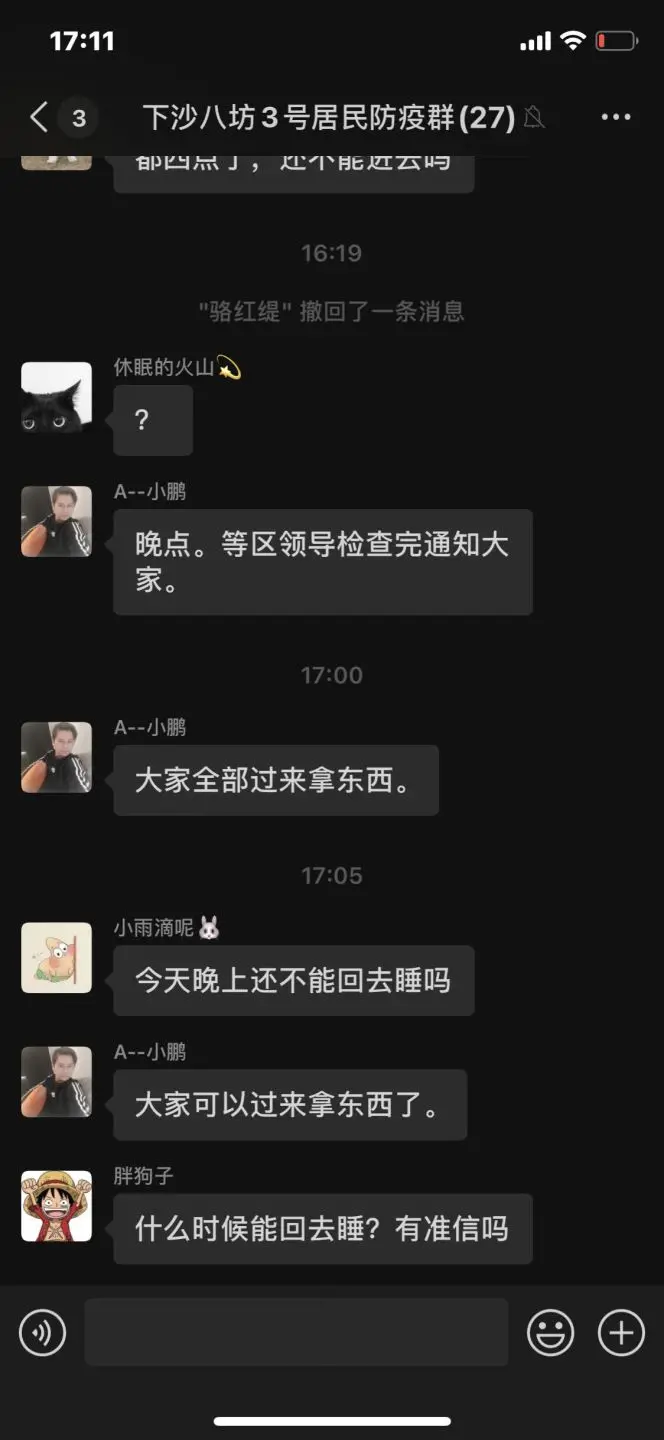 17:11
3
下沙八坊3号居民防疫群(27)
都四点了，还不能进去吗
16:19
"骆红缇" 撤回了一条消息
休眠的火山💫
？
A--小鹏
晚点。等区领导检查完通知大
家。
17:00
A--小鹏
大家全部过来拿东西。
17:05
小雨滴呢🐰
今天晚上还不能回去睡吗
A--小鹏
大家可以过来拿东西了。
胖狗子
什么时候能回去睡？有准信吗